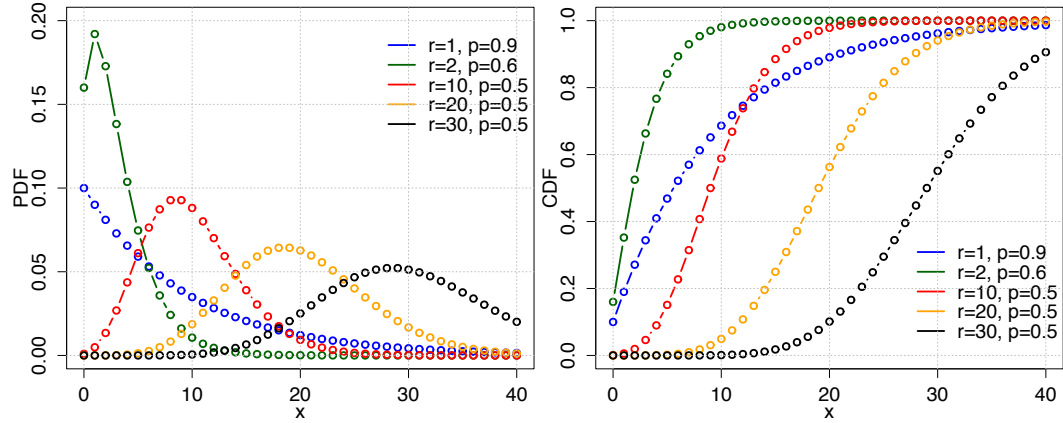 PDF
0.00 0.05 0.10 0.15 0.20
r=1, p=0.9
r=2, p=0.6
r=10, p=0.5
r=20, p=0.5
r=30, p=0.5
0 10 20 30 40
x
CDF
0.0 0.2 0.4 0.6 0.8 1.0
r=1, p=0.9
r=2, p=0.6
r=10, p=0.5
r=20, p=0.5
r=30, p=0.5
0 10 20 30 40
x